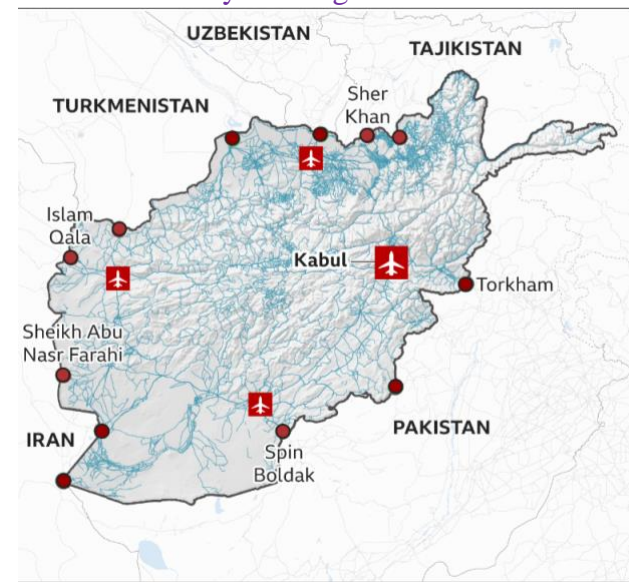 UZBEKISTAN
TAJIKISTAN
Sher
Khan
TURKMENISTAN
Islam
Qala
Kabul
Torkham
Sheikh Abu
Nasr Farahi
IRAN
PAKISTAN
Spin
Boldak